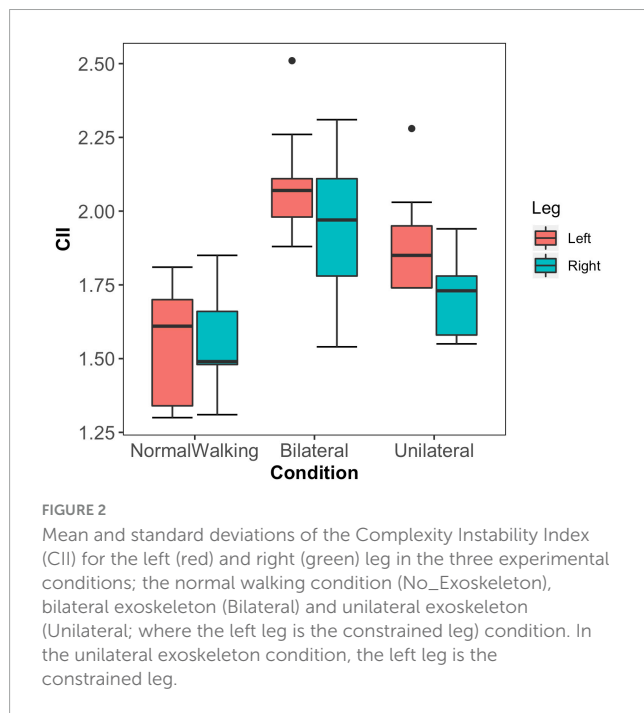 2.50
2.25
2.00
1.75
1.50
1.25
CII
NormalWalking Bilateral Unilateral
Condition
Leg
Left
Right
FIGURE 2
Mean and standard deviations of the Complexity Instability Index
(CII) for the left (red) and right (green) leg in the three experimental
conditions; the normal walking condition (No_Exoskeleton),
bilateral exoskeleton (Bilateral) and unilateral exoskeleton
(Unilateral; where the left leg is the constrained leg) condition. In
the unilateral exoskeleton condition, the left leg is the
constrained leg.